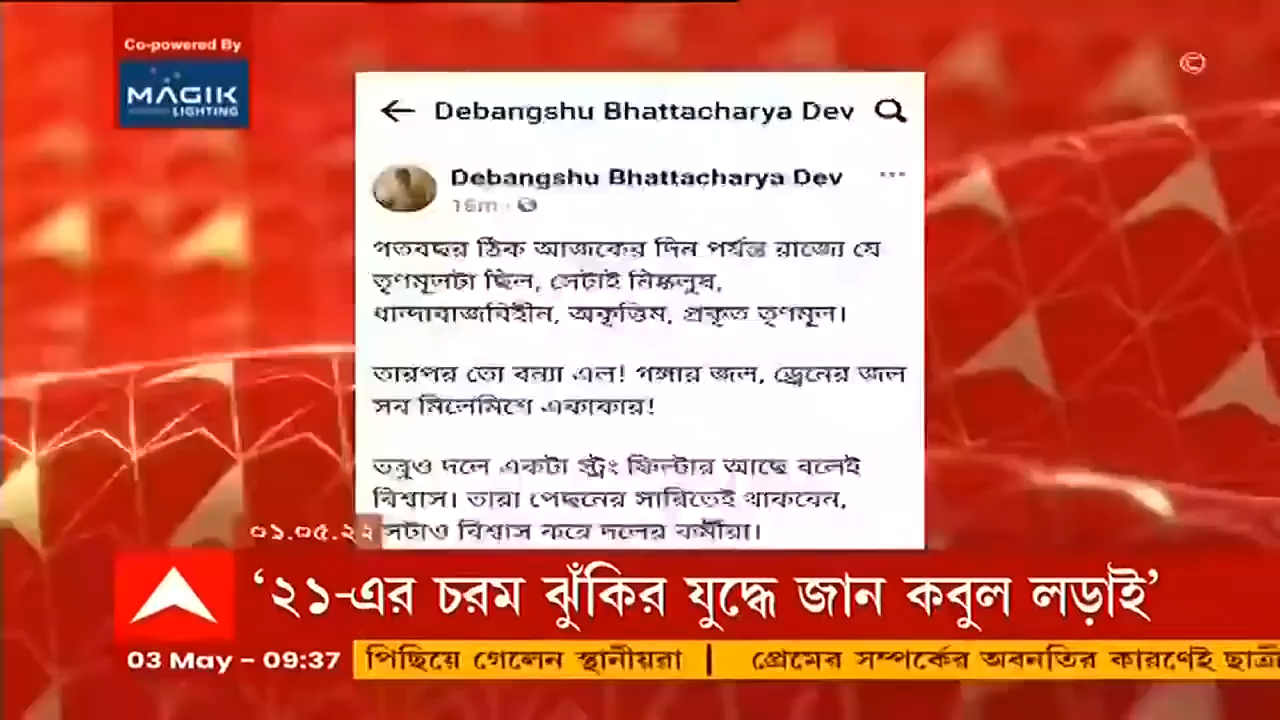 Co-powered By
MAGIK
LIGHTING
©
← Debangshu Bhattacharya Dev
Debangshu Bhattacharya Dev ...
16m ·
গতবছর ঠিক আজকের দিন পর্যন্ত রাজ্যে যে
তৃণমূলটা ছিল, সেটাই নিষ্কলুষ,
ধান্দাবাজবিহীন, অকৃত্তিম, প্রকৃত তৃণমূল।
তারপর তো বন্যা এল! গঙ্গার জল, ড্রেনের জল
সব মিলেমিশে একাকার!
তবুও দলে একটা স্ট্রং ফিল্টার আছে বলেই
বিশ্বাস। তারা পেছনের সারিতেই থাকবেন,
সেটাও বিশ্বাস করে দলের কর্মীরা।
০১.০৫.২২
‘২১-এর চরম ঝুঁকির যুদ্ধে জান কবুল লড়াই’
03 May - 09:37
পিছিয়ে গেলেন স্থানীয়রা | প্রেমের সম্পর্কের অবনতির কারণেই ছাত্রী